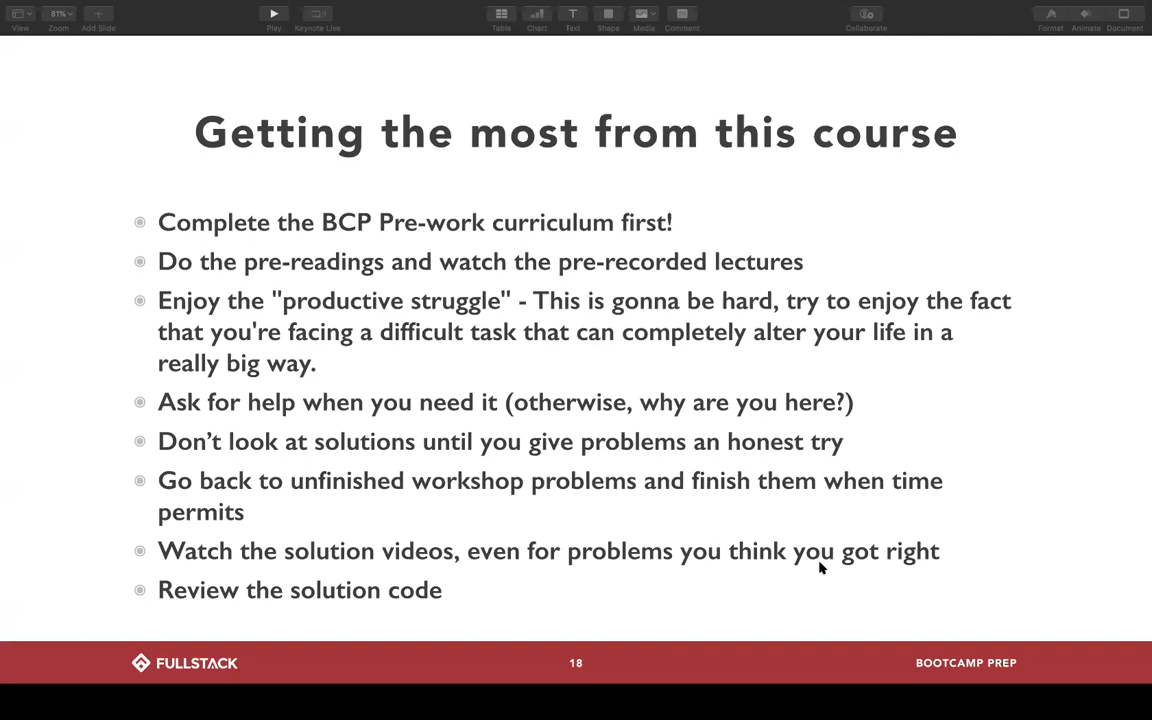 81%
View Zoom Add Slide Play Keynote Live Table Chart Text Shape Media Comment Collaborate Format Animate Document
Getting the most from this course
Complete the BCP Pre-work curriculum first!
Do the pre-readings and watch the pre-recorded lectures
Enjoy the "productive struggle" - This is gonna be hard, try to enjoy the fact
that you're facing a difficult task that can completely alter your life in a
really big way.
Ask for help when you need it (otherwise, why are you here?)
Don’t look at solutions until you give problems an honest try
Go back to unfinished workshop problems and finish them when time
permits
Watch the solution videos, even for problems you think you got right
Review the solution code
FULLSTACK 18 BOOTCAMP PREP